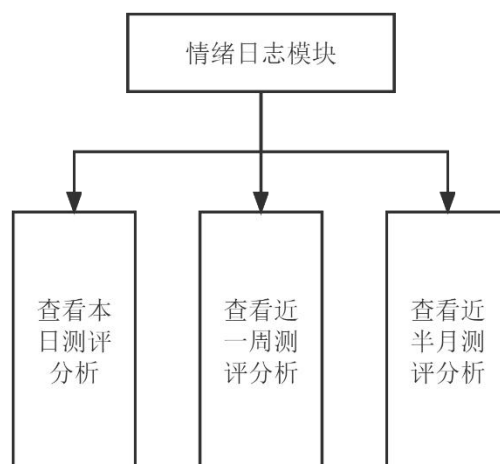 情绪日志模块
查看本
日测评
分析
查看近
一周测
评分析
查看近
半月测
评分析